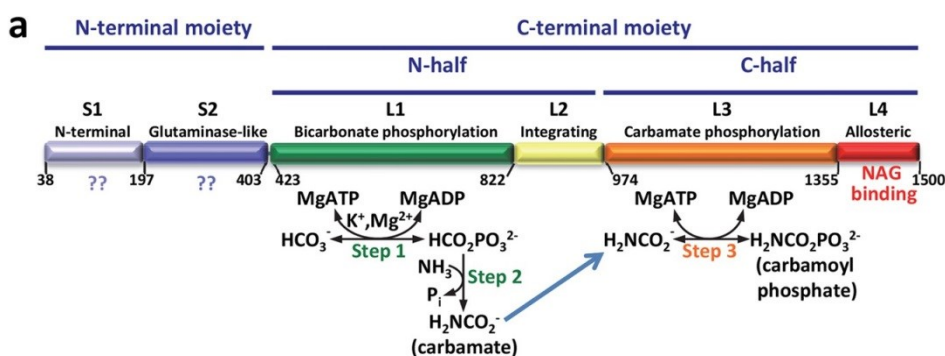 a
N-terminal moiety C-terminal moiety
N-half C-half
S1 S2 L1 L2 L3 L4
N-terminal Glutaminase-like Bicarbonate phosphorylation Integrating Carbamate phosphorylation Allosteric
38 ?? 197 ?? 403 423 822 974 1355 NAG 1500
binding
MgATP MgADP MgATP MgADP
K⁺,Mg²⁺
HCO₃⁻ HCO₂PO₃²⁻ H₂NCO₂⁻ H₂NCO₂PO₃²⁻
Step 1 Step 3
(carbamoyl
phosphate)
NH₃ Step 2
Pᵢ
H₂NCO₂⁻
(carbamate)